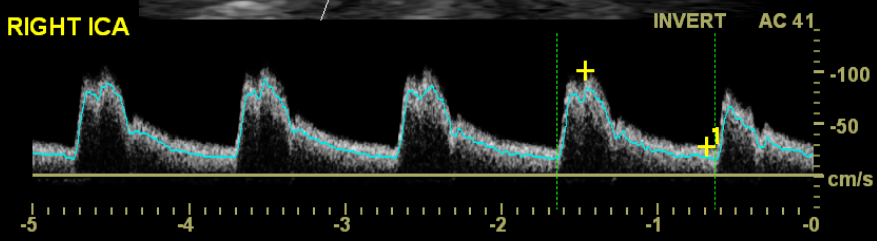 RIGHT ICA
INVERT AC 41
-100
-50
1
cm/s
-5 -4 -3 -2 -1 -0